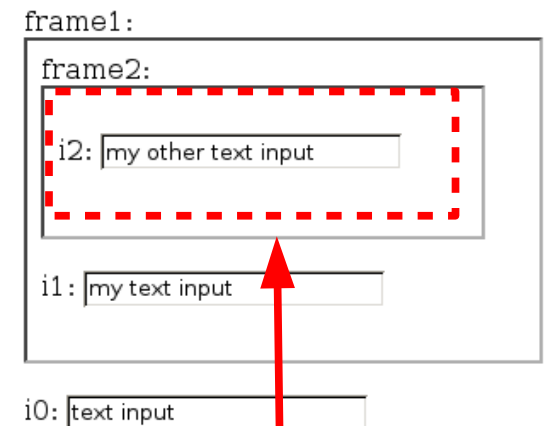 frame1:
frame2:
i2: my other text input
i1: my text input
i0: text input